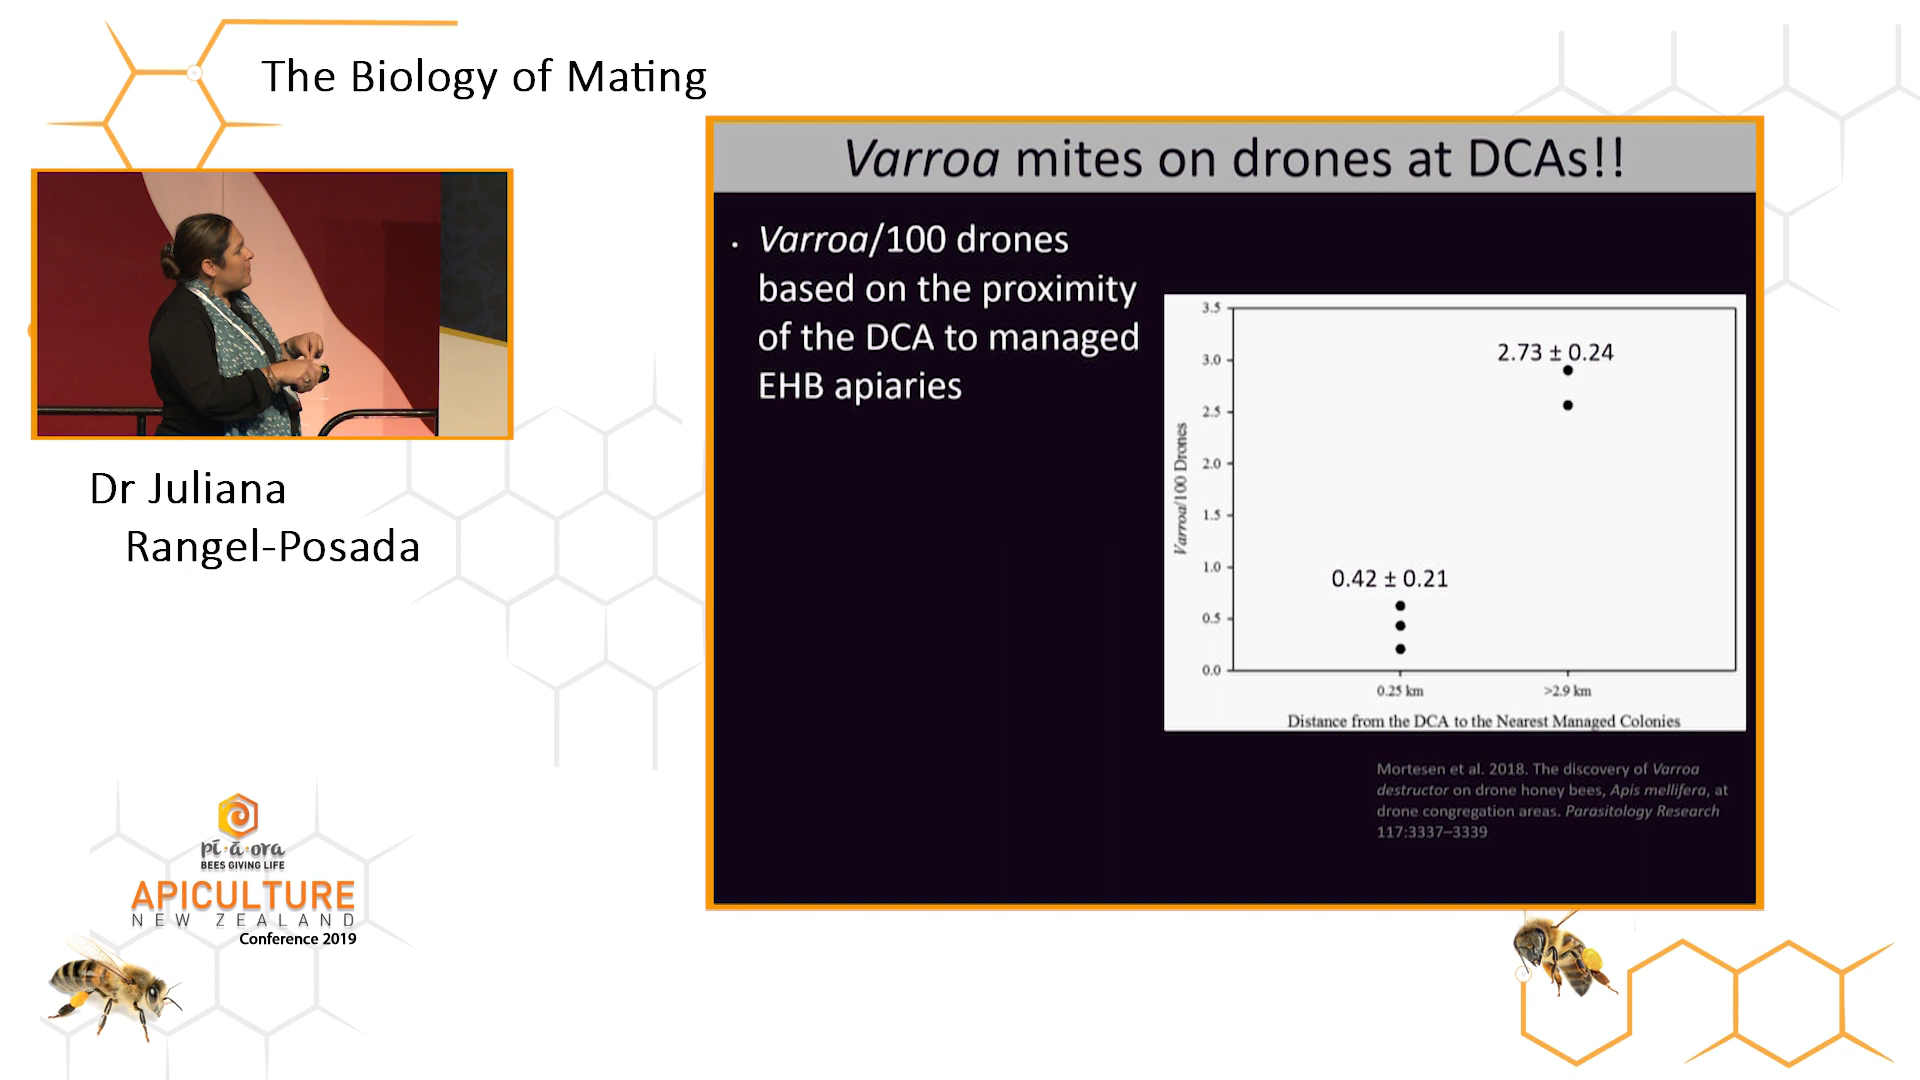 The Biology of Mating
Varroa mites on drones at DCAs!!
• Varroa/100 drones
based on the proximity
of the DCA to managed
EHB apiaries
3.5
3.0
2.5
2.0
1.5
1.0
0.5
0.0
Varroa/100 Drones
2.73 ± 0.24
0.42 ± 0.21
0.25 km
>2.9 km
Distance from the DCA to the Nearest Managed Colonies
Mortesen et al. 2018. The discovery of Varroa
destructor on drone honey bees, Apis mellifera, at
drone congregation areas. Parasitology Research
117:3337–3339
Dr Juliana
Rangel-Posada
pī·ā·ora
BEES GIVING LIFE
APICULTURE
NEW ZEALAND
Conference 2019